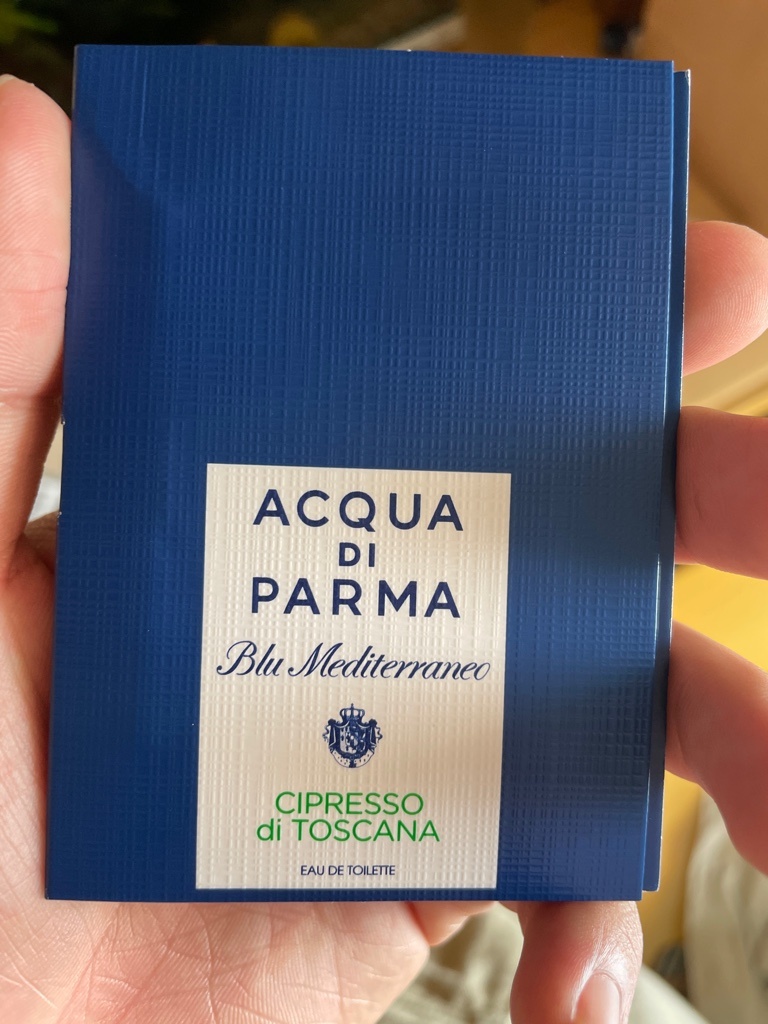 ACQUA
DI
PARMA
Blu Mediterraneo
CIPRESSO
di TOSCANA
EAU DE TOILETTE